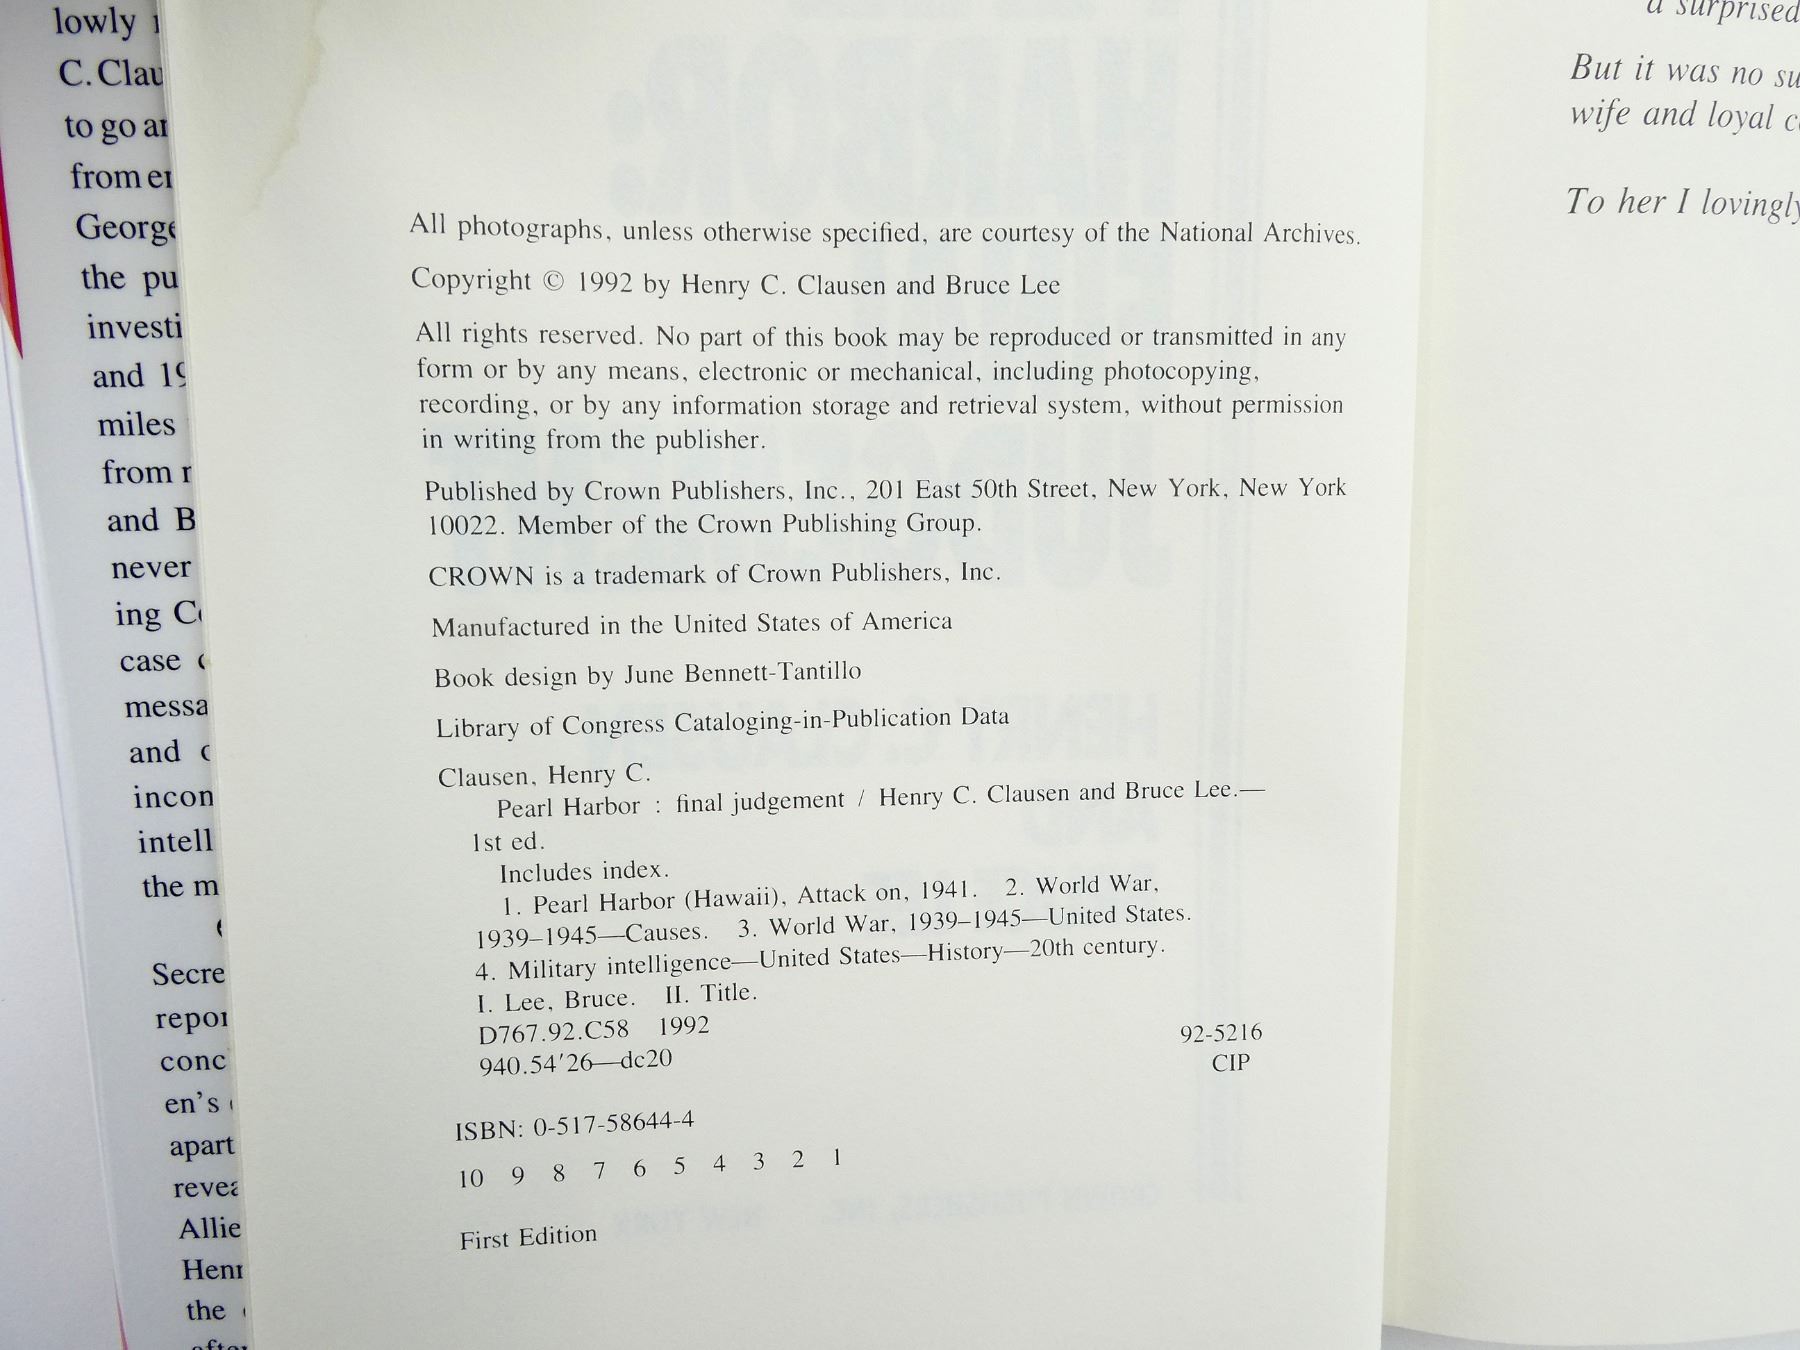 lowly
C. Clau
to go
from
George
the pu
investi
and 19
miles
from
and B
never
ing
case
messa
and
incon
intell
the m
Secre
repor
conc
en's
apart
revea
Allie
Henr
the
All photographs, unless otherwise specified, are courtesy of the National Archives.
Copyright © 1992 by Henry C. Clausen and Bruce Lee
All rights reserved. No part of this book may be reproduced or transmitted in any
form or by any means, electronic or mechanical, including photocopying,
recording, or by any information storage and retrieval system, without permission
in writing from the publisher.
Published by Crown Publishers, Inc., 201 East 50th Street, New York, New York
10022. Member of the Crown Publishing Group.
CROWN is a trademark of Crown Publishers, Inc.
Manufactured in the United States of America
Book design by June Bennett-Tantillo
Library of Congress Cataloging-in-Publication Data
Clausen, Henry C.
Pearl Harbor : final judgement / Henry C. Clausen and Bruce Lee.—
1st ed.
Includes index.
1. Pearl Harbor (Hawaii), Attack on, 1941. 2. World War,
1939–1945—Causes. 3. World War, 1939–1945—United States.
4. Military intelligence—United States—History—20th century.
I. Lee, Bruce. II. Title.
D767.92.C58 1992 92-5216
940.54'26—dc20 CIP
ISBN: 0-517-58644-4
10 9 8 7 6 5 4 3 2 1
First Edition
a surprised
But it was no su
wife and loyal c
To her I lovingly